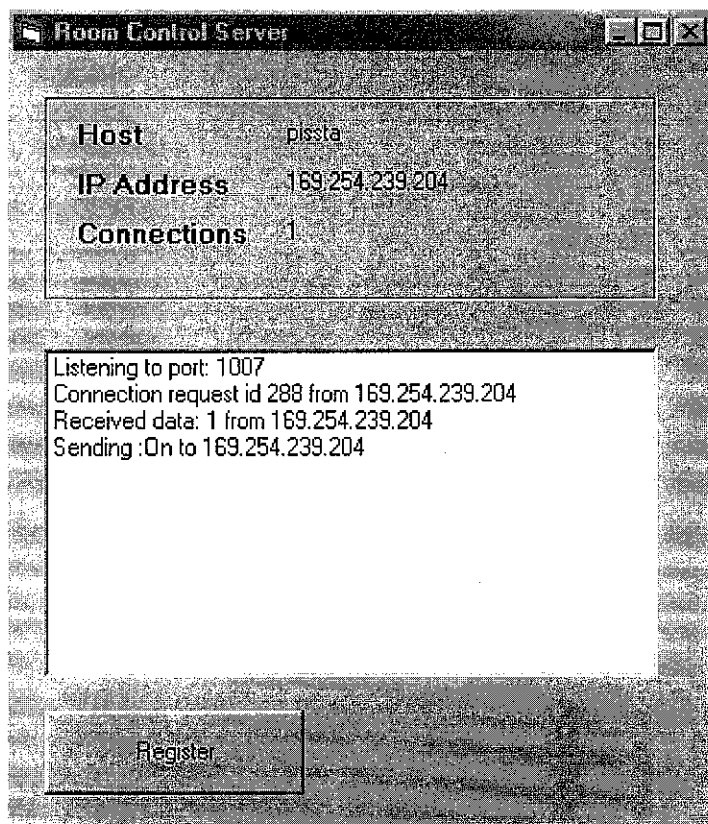 Room Control Server
Host pissta
IP Address 169.254.239.204
Connections 1
Listening to port: 1007
Connection request id 288 from 169.254.239.204
Received data: 1 from 169.254.239.204
Sending :On to 169.254.239.204
Register